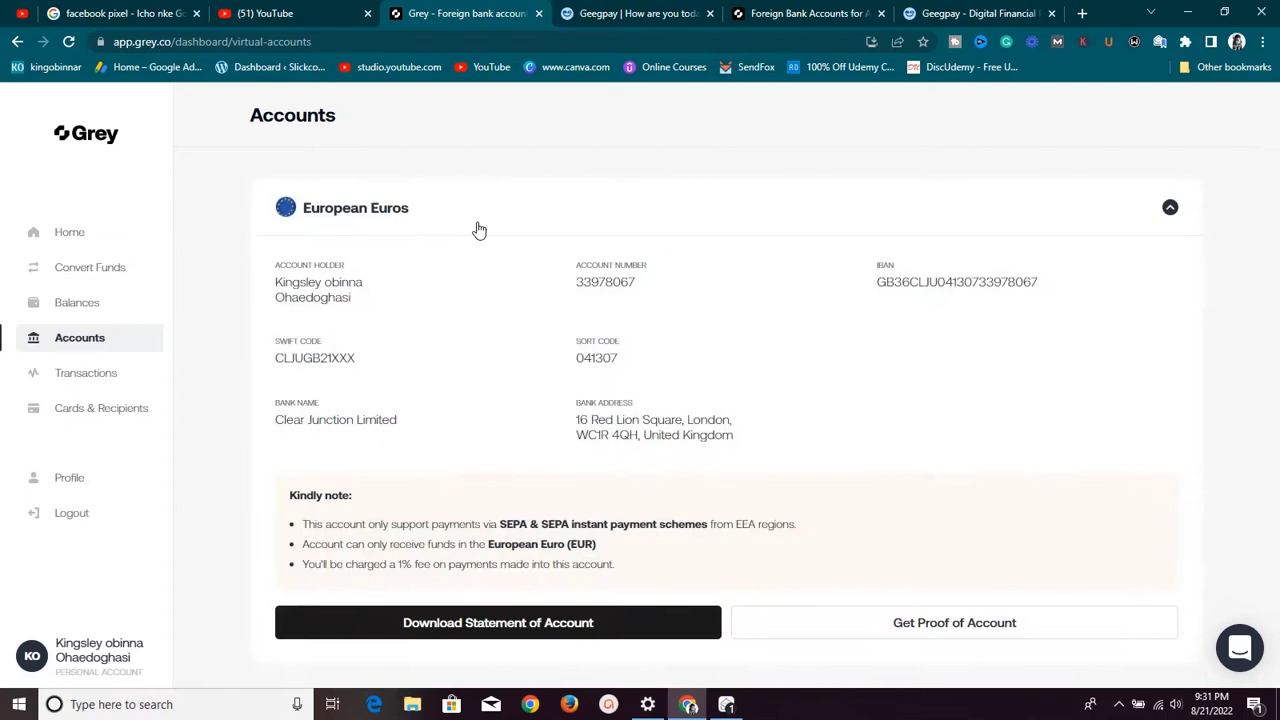 facebook pixel - Icho nke Go
(51) YouTube
Grey - Foreign bank account
Geegpay | How are you toda
Foreign Bank Accounts for A
Geegpay - Digital Financial
app.grey.co/dashboard/virtual-accounts
kingobinnar
Home – Google Ad...
Dashboard ‹ Slickco...
studio.youtube.com
YouTube
www.canva.com
Online Courses
SendFox
100% Off Udemy C...
DiscUdemy - Free U...
Other bookmarks
Grey
Accounts
European Euros
Home
Convert Funds
Balances
Accounts
Transactions
Cards & Recipients
Profile
Logout
ACCOUNT HOLDER
Kingsley obinna
Ohaedoghasi
ACCOUNT NUMBER
33978067
IBAN
GB36CLJU04130733978067
SWIFT CODE
CLJUGB21XXX
SORT CODE
041307
BANK NAME
Clear Junction Limited
BANK ADDRESS
16 Red Lion Square, London,
WC1R 4QH, United Kingdom
Kindly note:
This account only support payments via SEPA & SEPA instant payment schemes from EEA regions.
Account can only receive funds in the European Euro (EUR)
You'll be charged a 1% fee on payments made into this account.
Download Statement of Account
Get Proof of Account
KO
Kingsley obinna
Ohaedoghasi
PERSONAL ACCOUNT
Type here to search
9:31 PM
8/21/2022